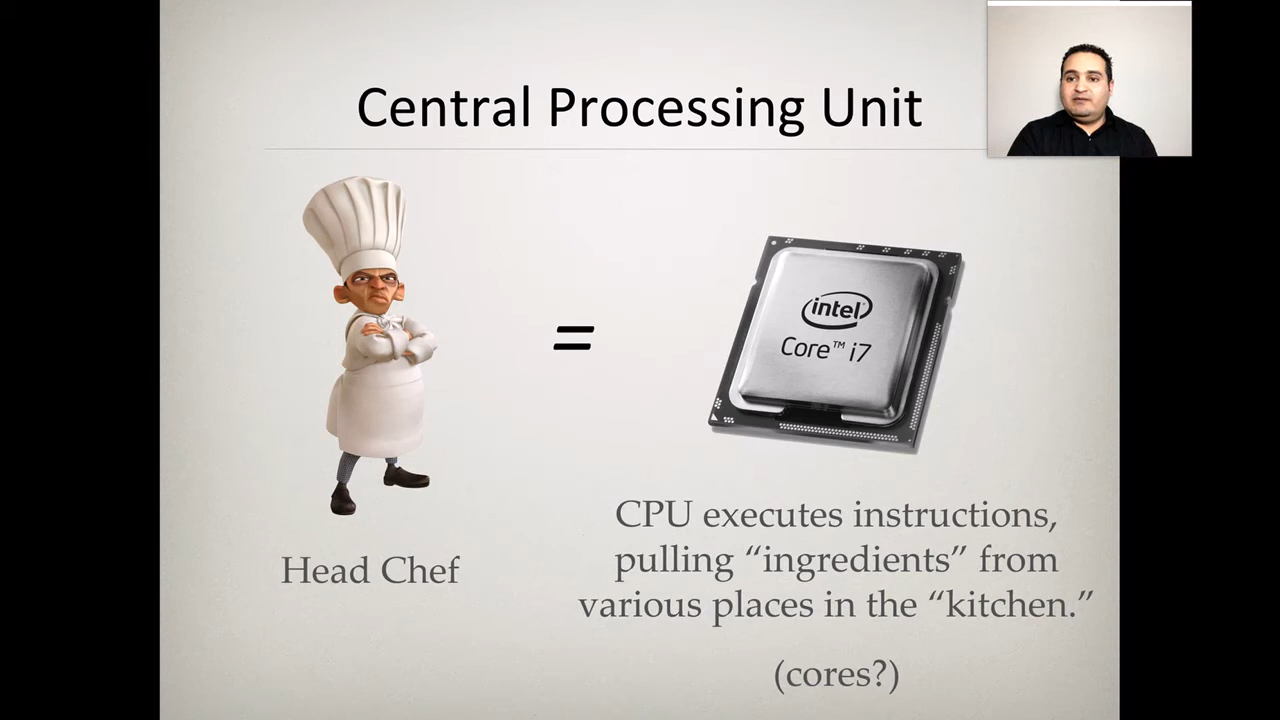 Central Processing Unit
=
intel
Core™ i7
Head Chef
CPU executes instructions,
pulling “ingredients” from
various places in the “kitchen.”
(cores?)